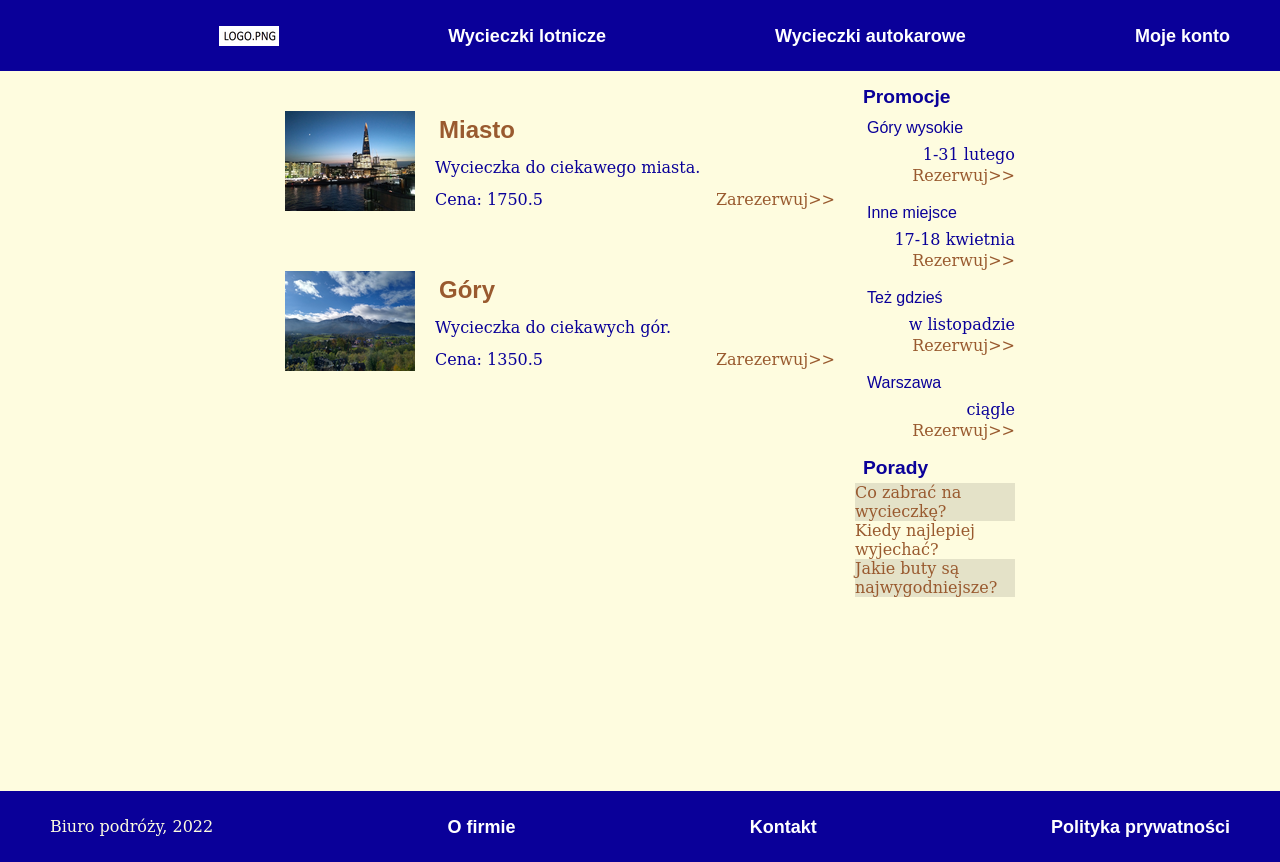 LOGO.PNG
Wycieczki lotnicze
Wycieczki autokarowe
Moje konto
Miasto
Wycieczka do ciekawego miasta.
Cena: 1750.5
Zarezerwuj>>
Góry
Wycieczka do ciekawych gór.
Cena: 1350.5
Zarezerwuj>>
Promocje
Góry wysokie
1-31 lutego
Rezerwuj>>
Inne miejsce
17-18 kwietnia
Rezerwuj>>
Też gdzieś
w listopadzie
Rezerwuj>>
Warszawa
ciągle
Rezerwuj>>
Porady
Co zabrać na
wycieczkę?
Kiedy najlepiej
wyjechać?
Jakie buty są
najwygodniejsze?
Biuro podróży, 2022
O firmie
Kontakt
Polityka prywatności